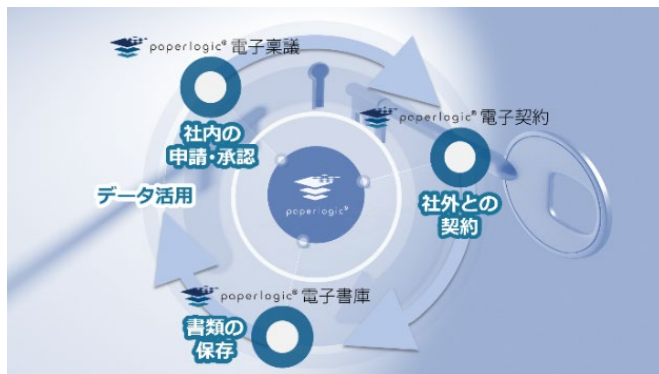 paperlogic® 電子稟議
社内の
申請・承認
paperlogic® 電子契約
社外との
契約
データ活用
paperlogic®
paperlogic® 電子書庫
書類の
保存